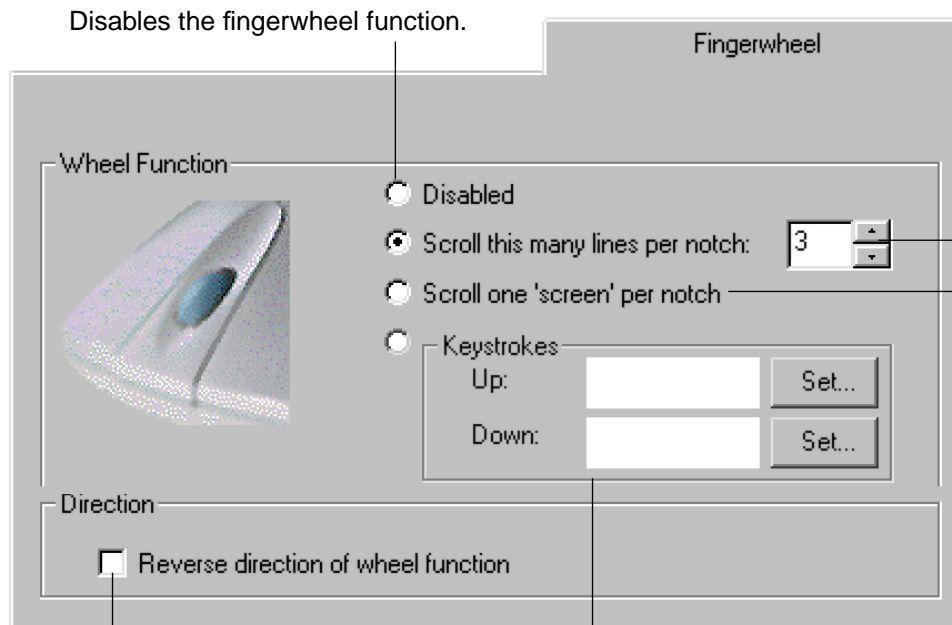 Disables the fingerwheel function.
Fingerwheel
Wheel Function
Disabled
Scroll this many lines per notch: 3
Scroll one 'screen' per notch
Keystrokes
Up: Set...
Down: Set...
Direction
Reverse direction of wheel function